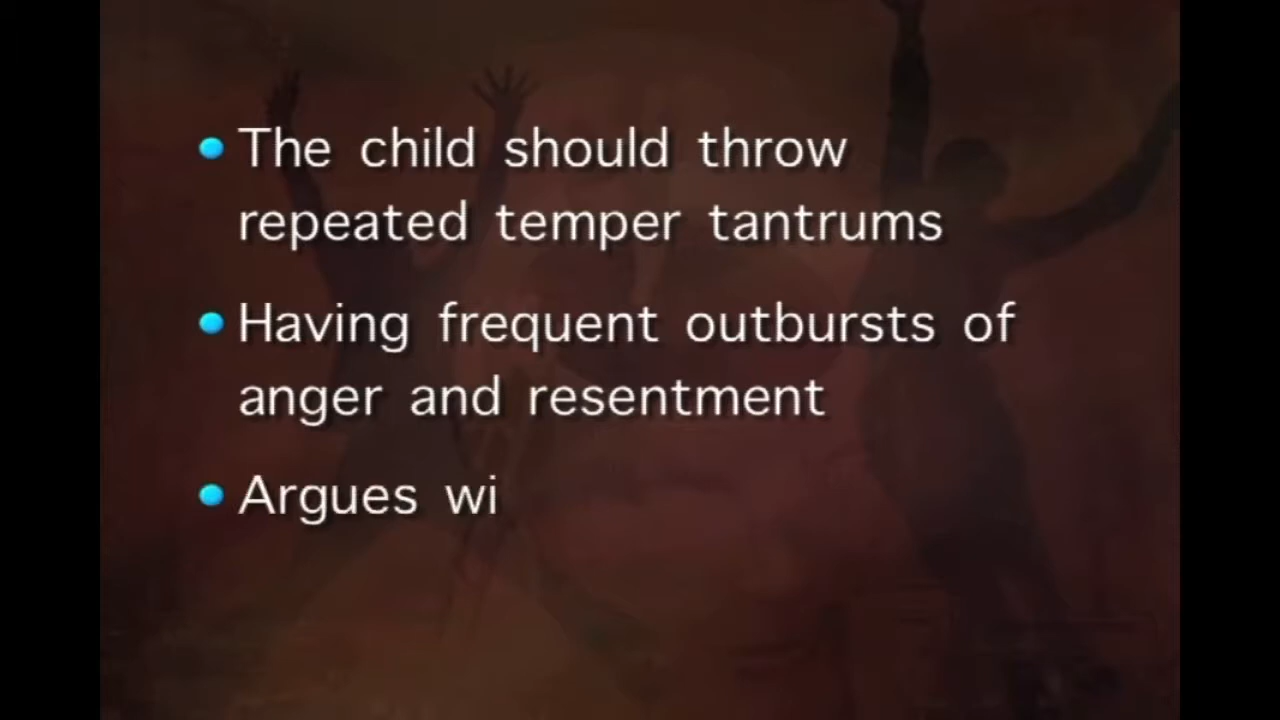 The child should throw
repeated temper tantrums
Having frequent outbursts of
anger and resentment
Argues wi